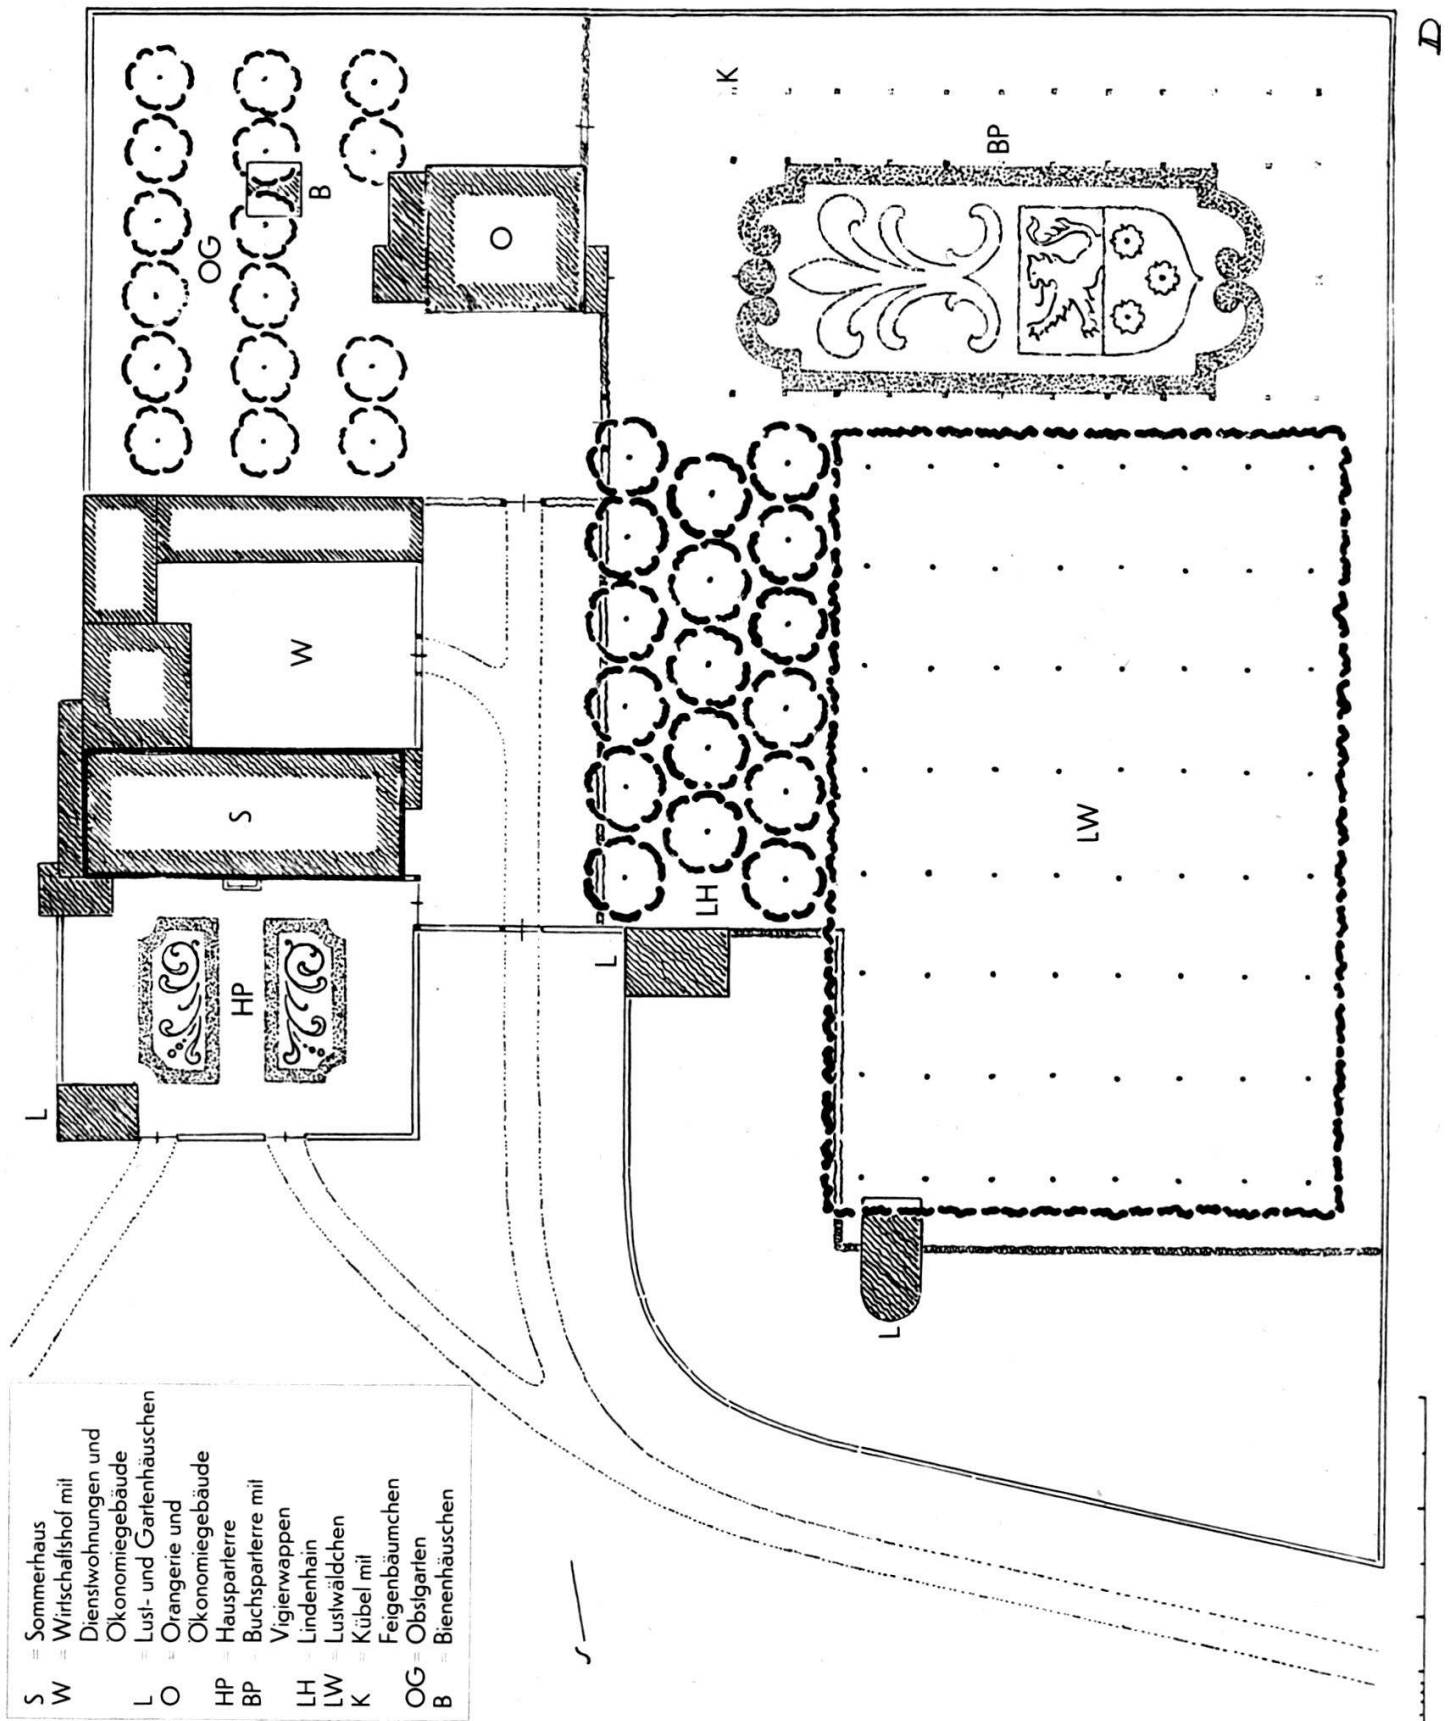 S = Sommerhaus
W = Wirtschaftshof mit
Dienstwohnungen und
Ökonomiegebäude
L = Lust- und Gartenhäuschen
O = Orangerie und
Ökonomiegebäude
HP = Hausparterre
BP = Buchsparterre mit
Vigierwappen
LH = Lindenhain
LW = Lustwäldchen
K = Kübel mit
Feigenbäumchen
OG = Obstgarten
B = Bienenhäuschen
L
HP
S
W
OG
B
O
L
LH
L
LW
BP
K